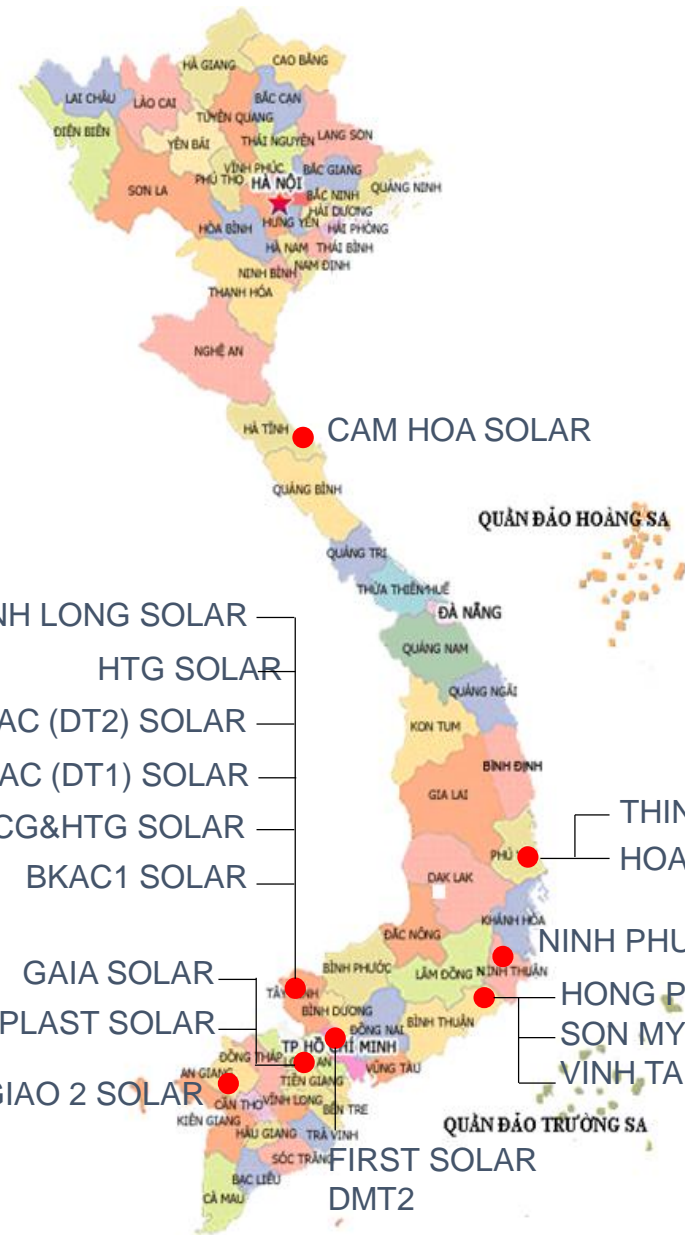 HÀ GIANG
CAO BẰNG
LAI CHÂU
LÀO CAI
BẮC CẠN
TUYÊN QUANG
ĐIỆN BIÊN
YÊN BÁI
THÁI NGUYÊN
LẠNG SƠN
VĨNH PHÚC
BẮC GIANG
PHÚ THỌ
HÀ NỘI
QUẢNG NINH
SƠN LA
BẮC NINH
HẢI DƯƠNG
HÒA BÌNH
HƯNG YÊN
HẢI PHÒNG
HÀ NAM
THÁI BÌNH
NINH BÌNH
NAM ĐỊNH
THANH HÓA
NGHỆ AN
HÀ TĨNH
CAM HOA SOLAR
QUẢNG BÌNH
QUẦN ĐẢO HOÀNG SA
QUẢNG TRỊ
THỪA THIÊN HUẾ
NH LONG SOLAR
ĐÀ NẴNG
QUẢNG NAM
HTG SOLAR
QUẢNG NGÃI
AC (DT2) SOLAR
KON TUM
AC (DT1) SOLAR
BÌNH ĐỊNH
GIA LAI
CG&HTG SOLAR
THIN
PHÚ
HOA
BKAC1 SOLAR
DAK LAK
KHÁNH HÒA
ĐẮC NÔNG
NINH PHU
GAIA SOLAR
BÌNH PHƯỚC
LÂM ĐỒNG
NINH THUẬN
HONG P
BÌNH DƯƠNG
PLAST SOLAR
ĐỒNG NAI
BÌNH THUẬN
SON MY
ĐỒNG THÁP
TP HỒ CHÍ MINH
VŨNG TÀU
VINH TA
AN GIANG
TIỀN GIANG
GIAO 2 SOLAR
CẦN THƠ
VĨNH LONG
BẾN TRE
KIÊN GIANG
QUẦN ĐẢO TRƯỜNG SA
HẬU GIANG
TRÀ VINH
SÓC TRĂNG
FIRST SOLAR
DMT2
BẠC LIÊU
CÀ MAU